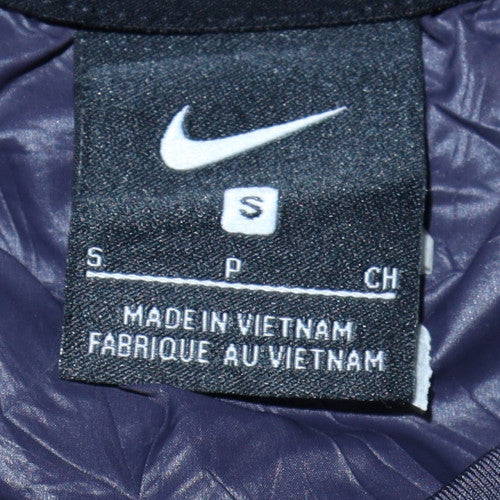 S
S P CH
MADE IN VIETNAM
FABRIQUE AU VIETNAM